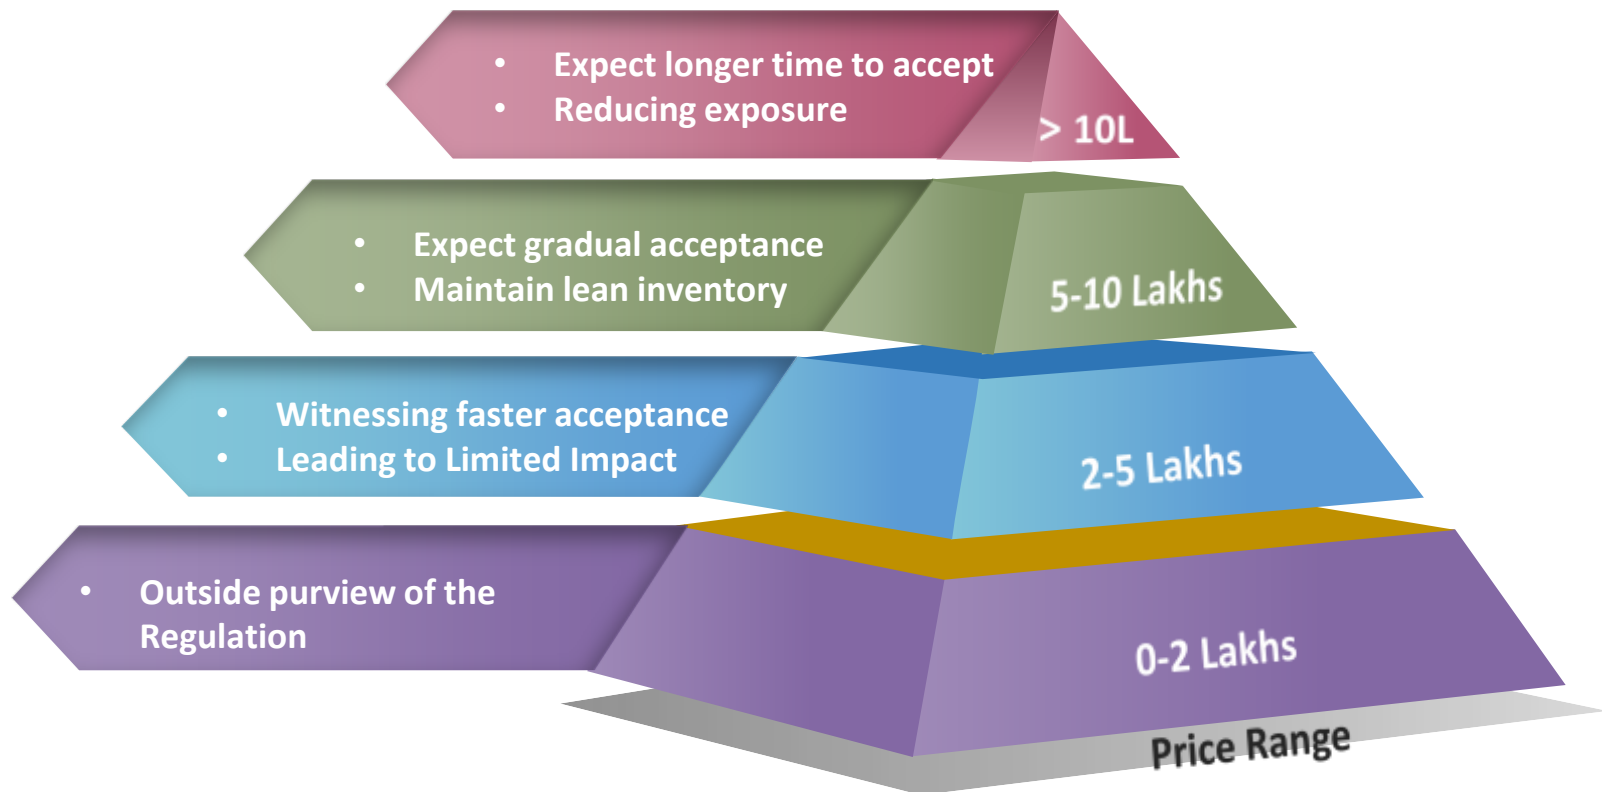 • Expect longer time to accept
• Reducing exposure
> 10L
• Expect gradual acceptance
• Maintain lean inventory
5-10 Lakhs
• Witnessing faster acceptance
• Leading to Limited Impact
2-5 Lakhs
• Outside purview of the
Regulation
0-2 Lakhs
Price Range